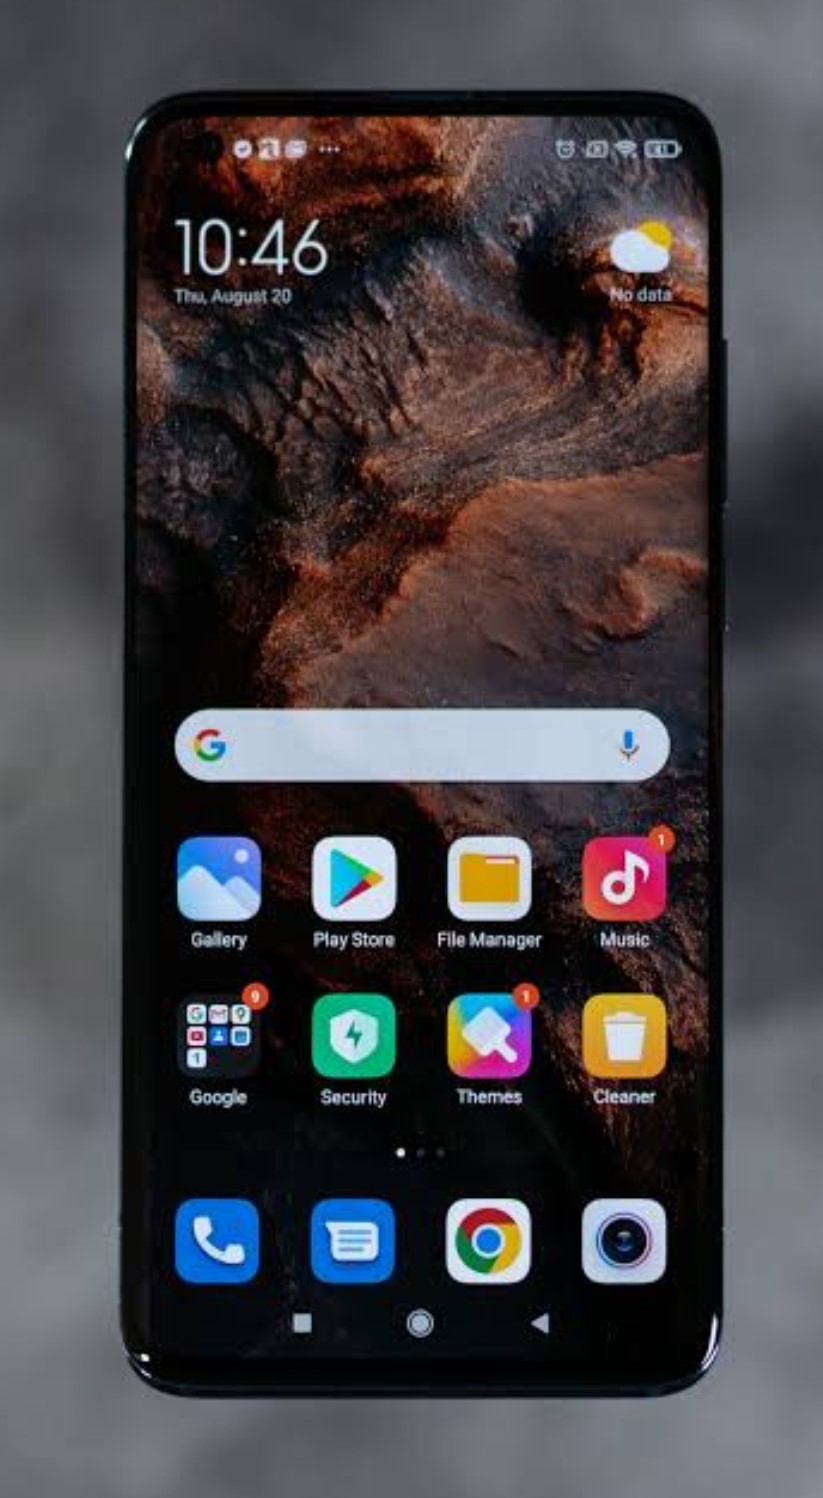 10:46
Thu, August 20
No data
Gallery
Play Store
File Manager
1
Music
9
1
Google
Security
Themes
Cleaner